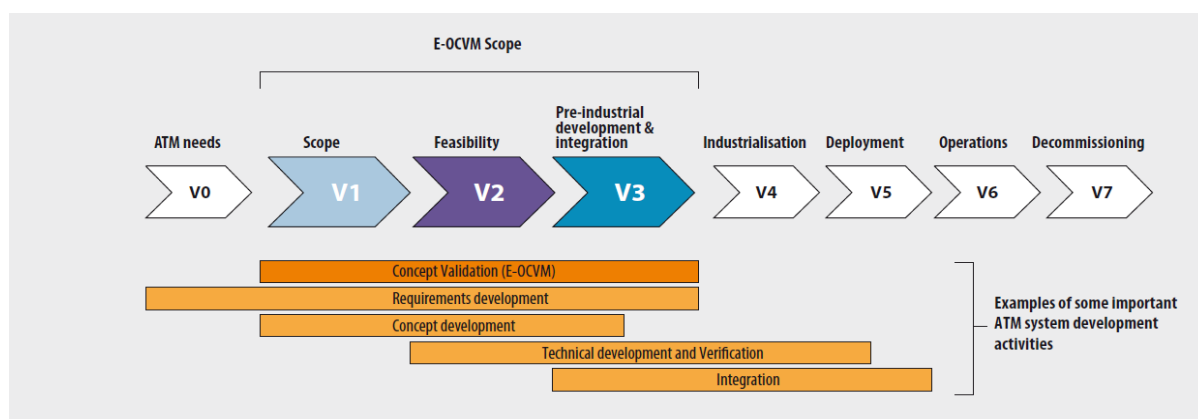 E-OCVM Scope
ATM needs
Scope
Feasibility
Pre-industrial
development &
integration
Industrialisation
Deployment
Operations
Decommissioning
V0
V1
V2
V3
V4
V5
V6
V7
Concept Validation (E-OCVM)
Requirements development
Concept development
Technical development and Verification
Integration
Examples of some important
ATM system development
activities